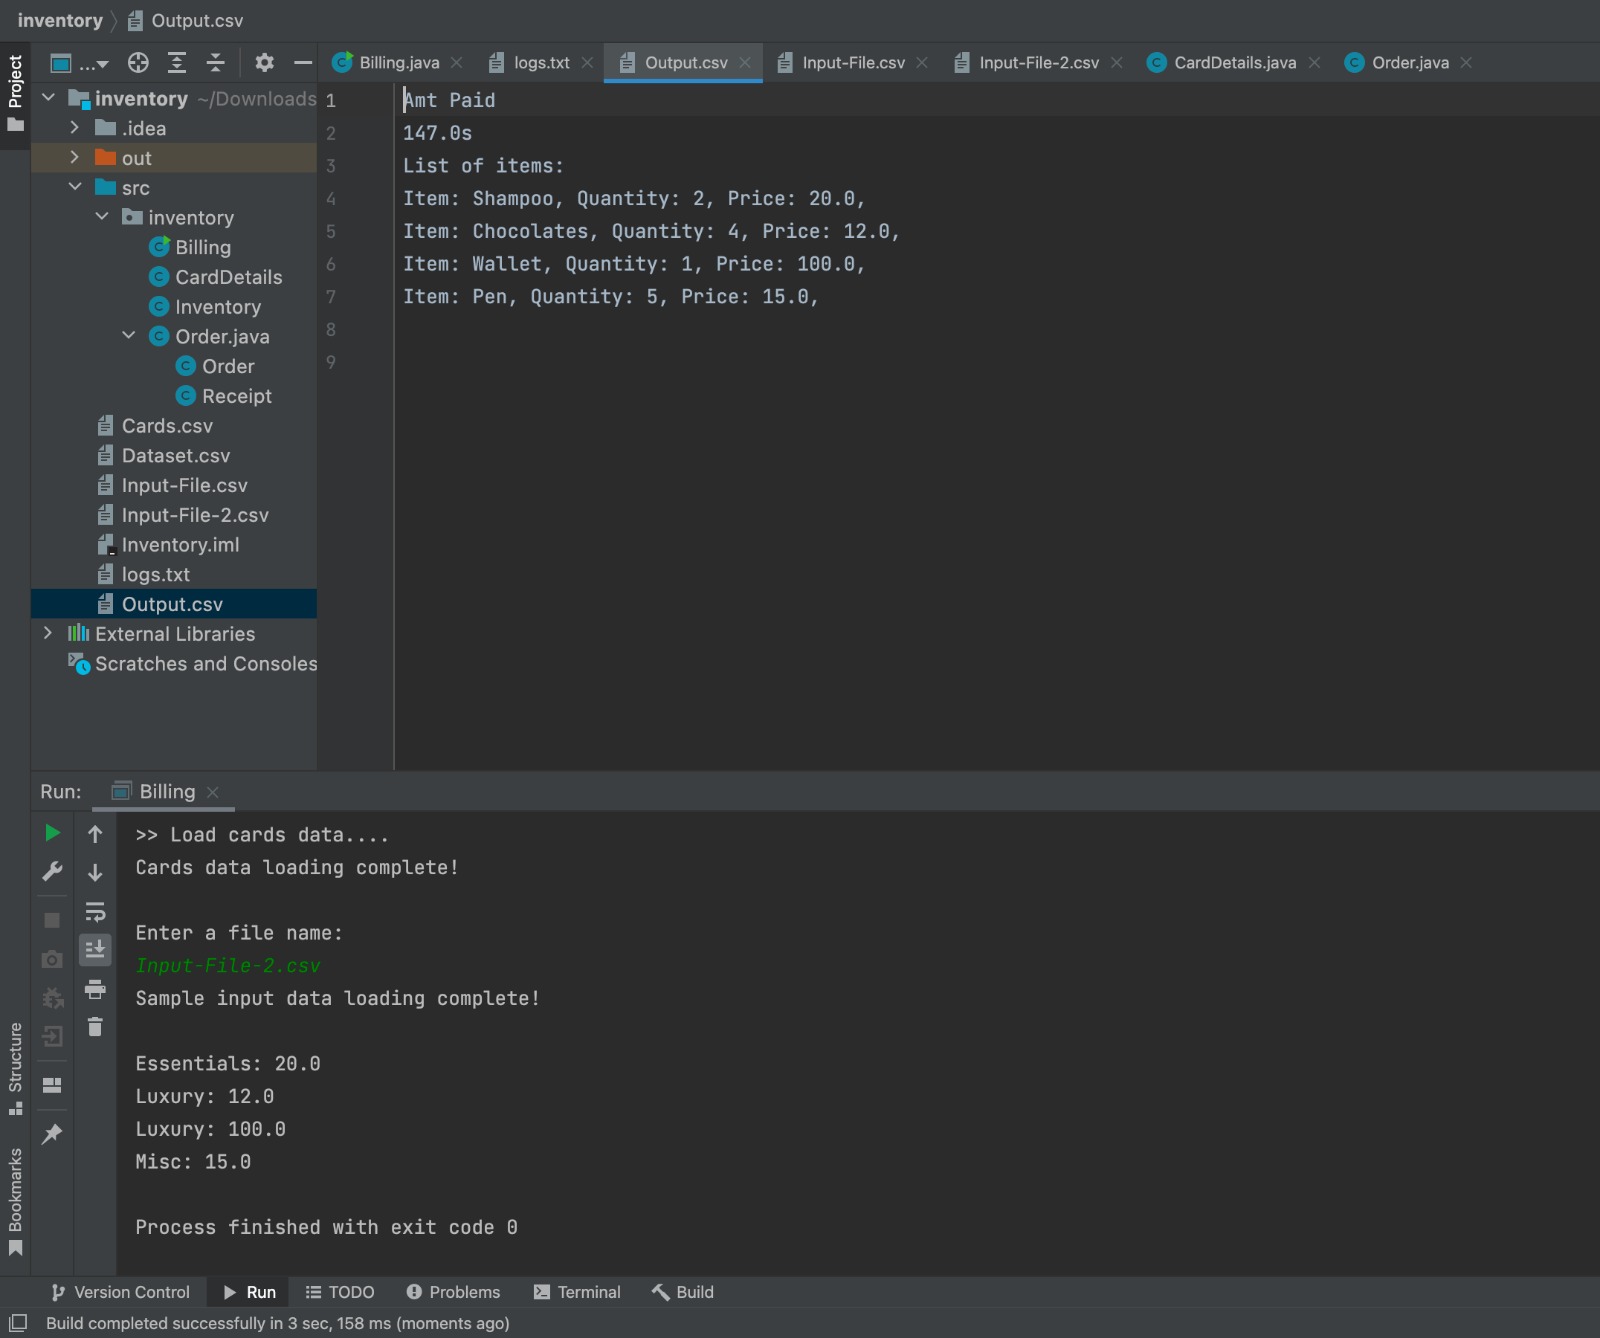 inventory Output.csv
Project
...
Billing.java logs.txt Output.csv Input-File.csv Input-File-2.csv CardDetails.java Order.java
inventory ~/Downloads
.idea
out
src
inventory
Billing
CardDetails
Inventory
Order.java
Order
Receipt
Cards.csv
Dataset.csv
Input-File.csv
Input-File-2.csv
Inventory.iml
logs.txt
Output.csv
External Libraries
Scratches and Consoles
1 Amt Paid
2 147.0s
3 List of items:
4 Item: Shampoo, Quantity: 2, Price: 20.0,
5 Item: Chocolates, Quantity: 4, Price: 12.0,
6 Item: Wallet, Quantity: 1, Price: 100.0,
7 Item: Pen, Quantity: 5, Price: 15.0,
8
9
Run: Billing
>> Load cards data....
Cards data loading complete!
Enter a file name:
Input-File-2.csv
Sample input data loading complete!
Essentials: 20.0
Luxury: 12.0
Luxury: 100.0
Misc: 15.0
Process finished with exit code 0
Structure
Bookmarks
Version Control Run TODO Problems Terminal Build
Build completed successfully in 3 sec, 158 ms (moments ago)